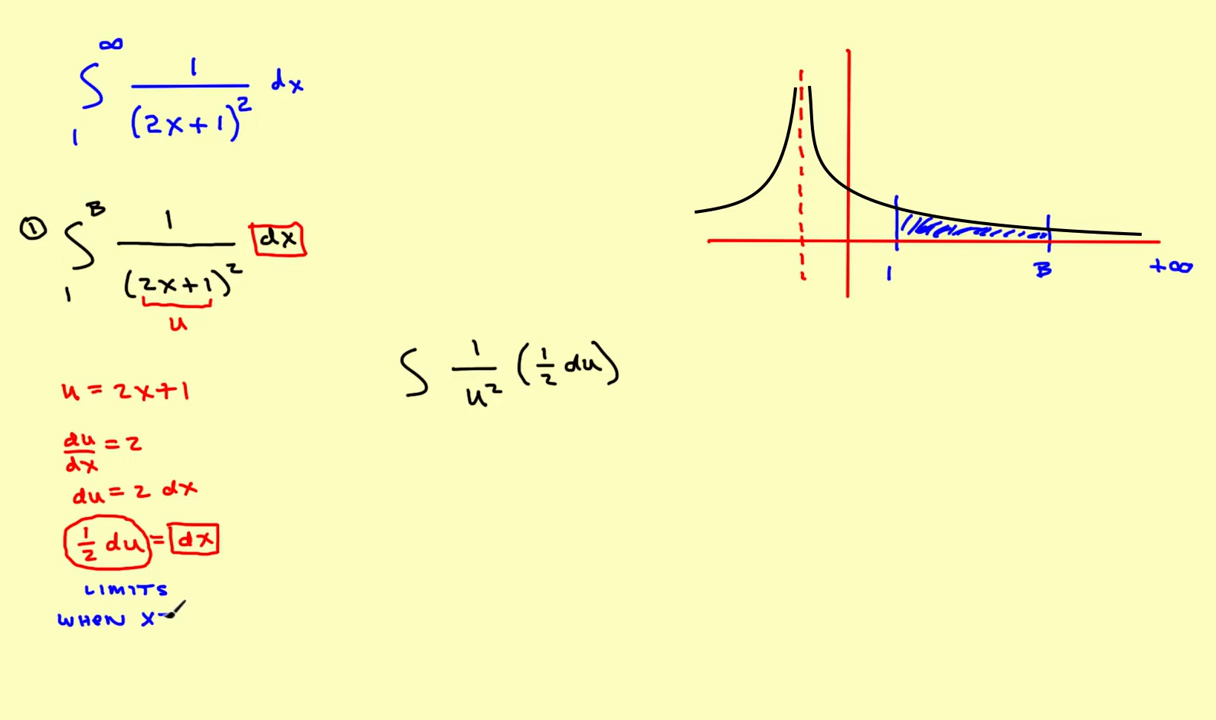 ∫₁^∞ 1/(2x+1)² dx
① ∫₁^B 1/(2x+1)² dx
u
u = 2x+1
du/dx = 2
du = 2 dx
1/2 du = dx
LIMITS
WHEN x=
∫ 1/u² (1/2 du)
1 B +∞